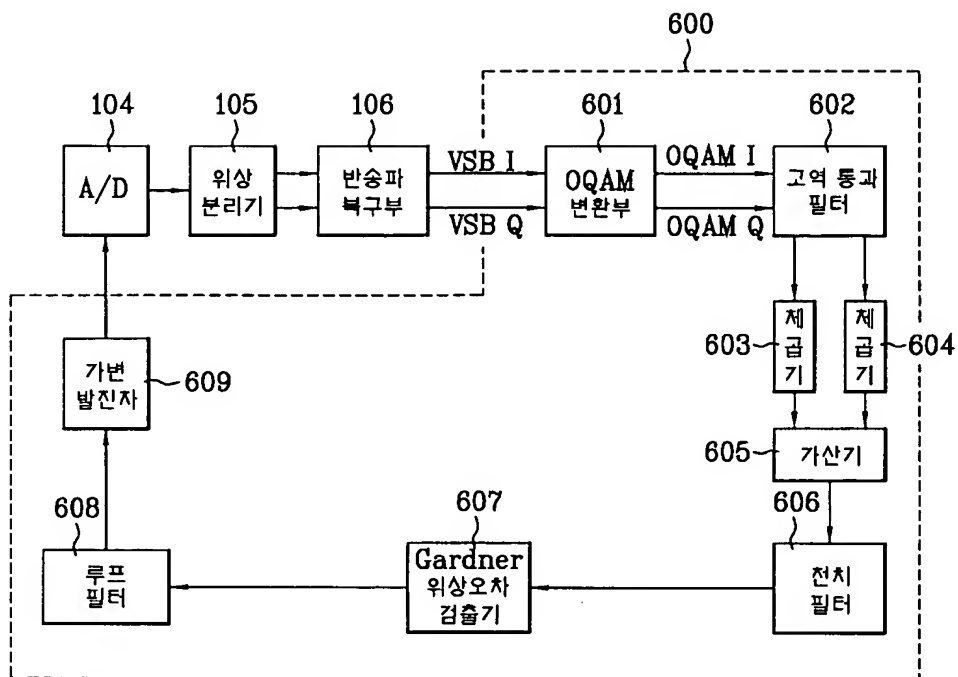 600
104
105
106
601
602
A/D
위상
분리기
반송파
복구부
VSB I
VSB Q
OQAM
변환부
OQAM I
OQAM Q
고역 통과
필터
603
제
곱
기
제
곱
기
604
가변
발진자
609
605
가산기
608
607
606
루프
필터
Gardner
위상오차
검출기
전치
필터